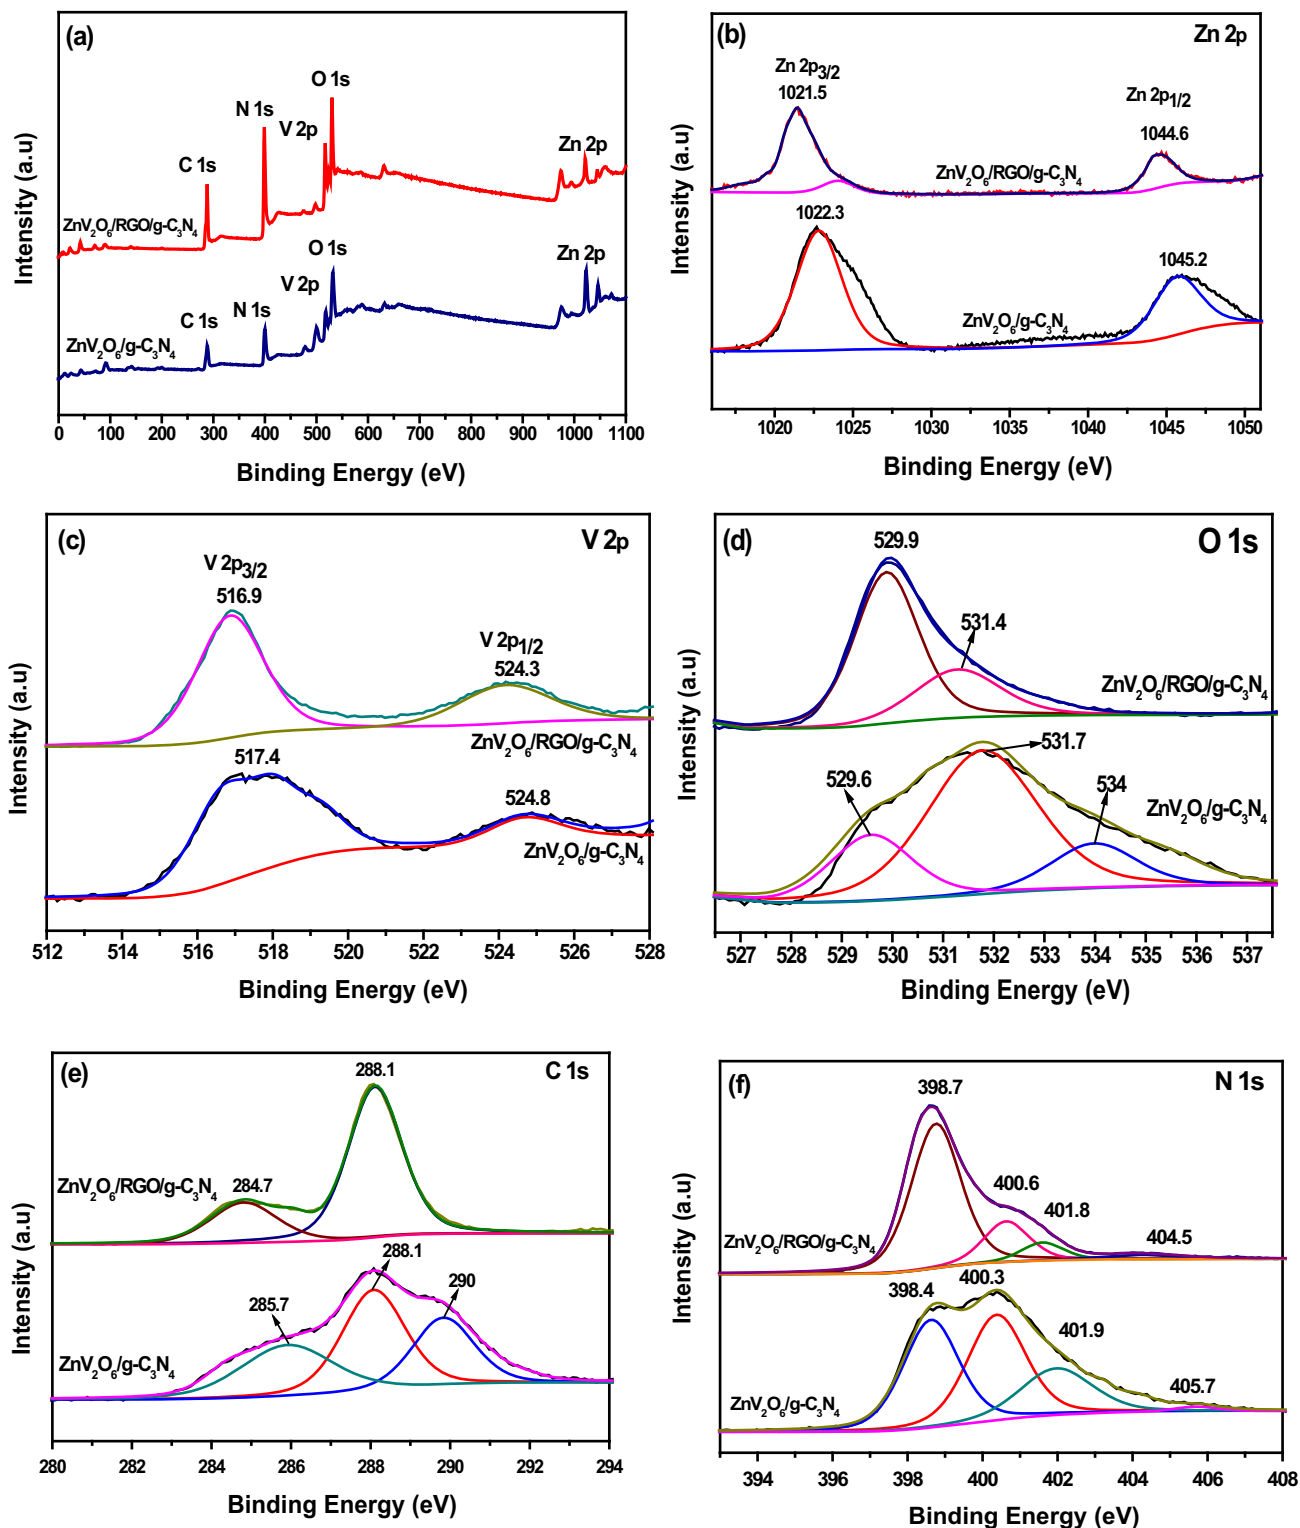 (a)
O 1s
N 1s
V 2p
C 1s
Zn 2p
ZnV₂O₆/RGO/g-C₃N₄
O 1s
Zn 2p
V 2p
N 1s
C 1s
ZnV₂O₆/g-C₃N₄
Intensity (a.u)
0 100 200 300 400 500 600 700 800 900 1000 1100
Binding Energy (eV)
(b)
Zn 2p
Zn 2p3/2
1021.5
Zn 2p1/2
1044.6
ZnV₂O₆/RGO/g-C₃N₄
1022.3
1045.2
ZnV₂O₆/g-C₃N₄
Intensity (a.u)
1020 1025 1030 1035 1040 1045 1050
Binding Energy (eV)
(c)
V 2p
V 2p3/2
516.9
V 2p1/2
524.3
ZnV₂O₆/RGO/g-C₃N₄
517.4
524.8
ZnV₂O₆/g-C₃N₄
Intensity (a.u)
512 514 516 518 520 522 524 526 528
Binding Energy (eV)
(d)
O 1s
529.9
531.4
ZnV₂O₆/RGO/g-C₃N₄
531.7
529.6
534
ZnV₂O₆/g-C₃N₄
Intensity (a.u)
527 528 529 530 531 532 533 534 535 536 537
Binding Energy (eV)
(e)
C 1s
288.1
ZnV₂O₆/RGO/g-C₃N₄
284.7
288.1
290
285.7
ZnV₂O₆/g-C₃N₄
Intensity (a.u)
280 282 284 286 288 290 292 294
Binding Energy (eV)
(f)
N 1s
398.7
400.6
401.8
404.5
ZnV₂O₆/RGO/g-C₃N₄
398.4
400.3
401.9
405.7
ZnV₂O₆/g-C₃N₄
Intensity (a.u)
394 396 398 400 402 404 406 408
Binding Energy (eV)